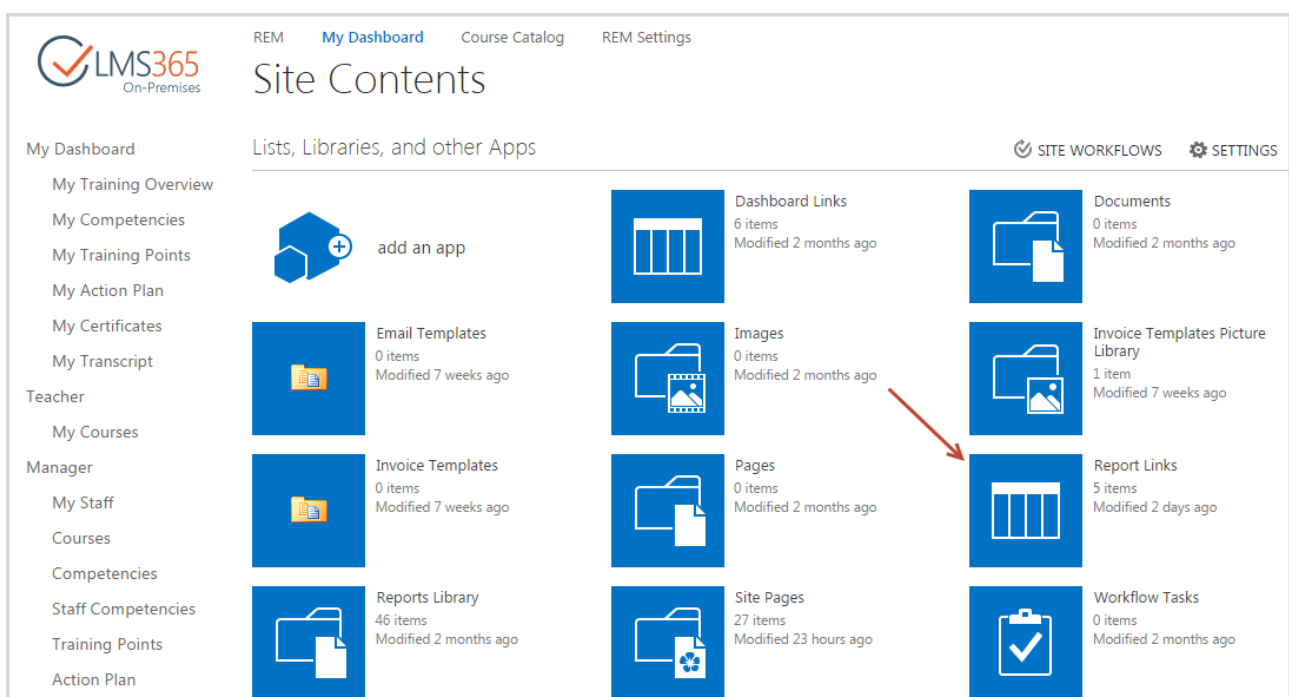 LMS365
On-Premises
REM My Dashboard Course Catalog REM Settings
Site Contents
My Dashboard
My Training Overview
My Competencies
My Training Points
My Action Plan
My Certificates
My Transcript
Teacher
My Courses
Manager
My Staff
Courses
Competencies
Staff Competencies
Training Points
Action Plan
Lists, Libraries, and other Apps
SITE WORKFLOWS SETTINGS
add an app
Dashboard Links
6 items
Modified 2 months ago
Documents
0 items
Modified 2 months ago
Email Templates
0 items
Modified 7 weeks ago
Images
0 items
Modified 2 months ago
Invoice Templates Picture
Library
1 item
Modified 7 weeks ago
Invoice Templates
0 items
Modified 7 weeks ago
Pages
0 items
Modified 2 months ago
Report Links
5 items
Modified 2 days ago
Reports Library
46 items
Modified 2 months ago
Site Pages
27 items
Modified 23 hours ago
Workflow Tasks
0 items
Modified 2 months ago